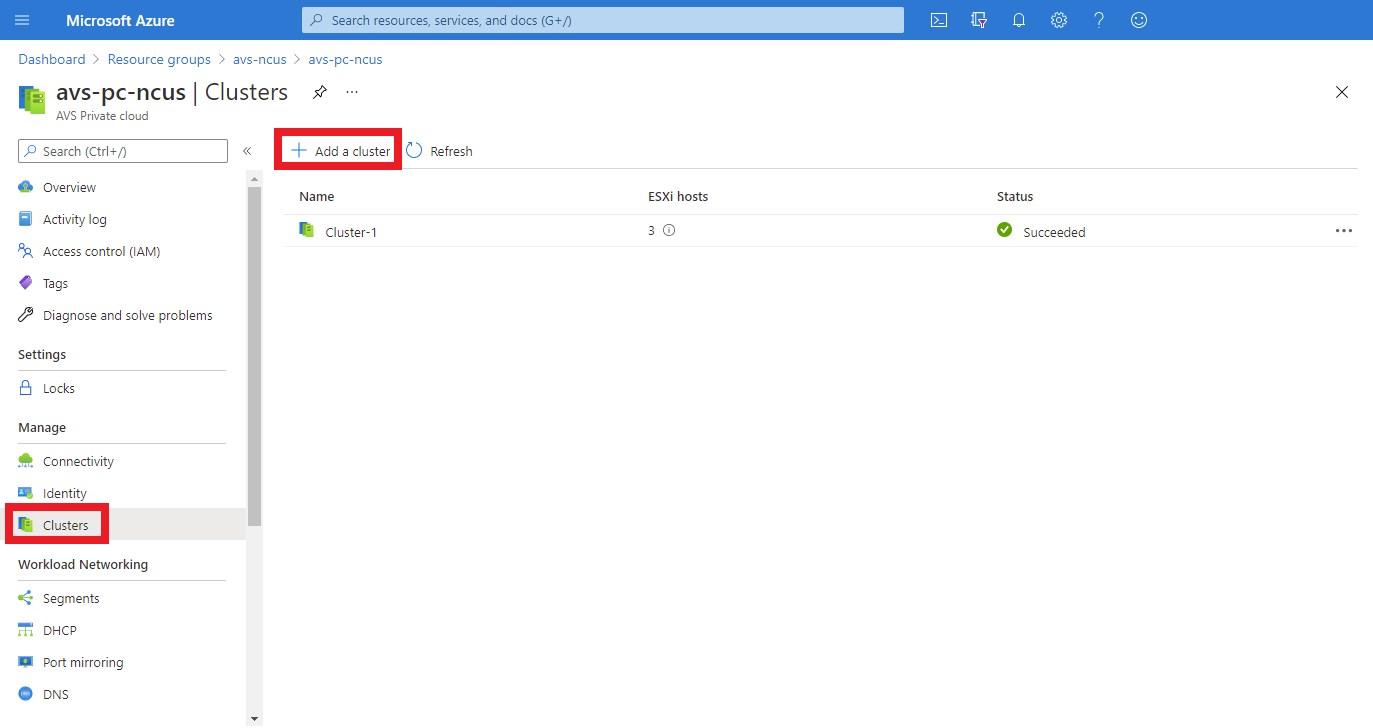 Microsoft Azure
Search resources, services, and docs (G+/)
Dashboard > Resource groups > avs-ncus > avs-pc-ncus
avs-pc-ncus | Clusters
AVS Private cloud
Search (Ctrl+/)
Add a cluster
Refresh
Overview
Activity log
Access control (IAM)
Tags
Diagnose and solve problems
Settings
Locks
Manage
Connectivity
Identity
Clusters
Workload Networking
Segments
DHCP
Port mirroring
DNS
Name ESXi hosts Status
Cluster-1 3 Succeeded